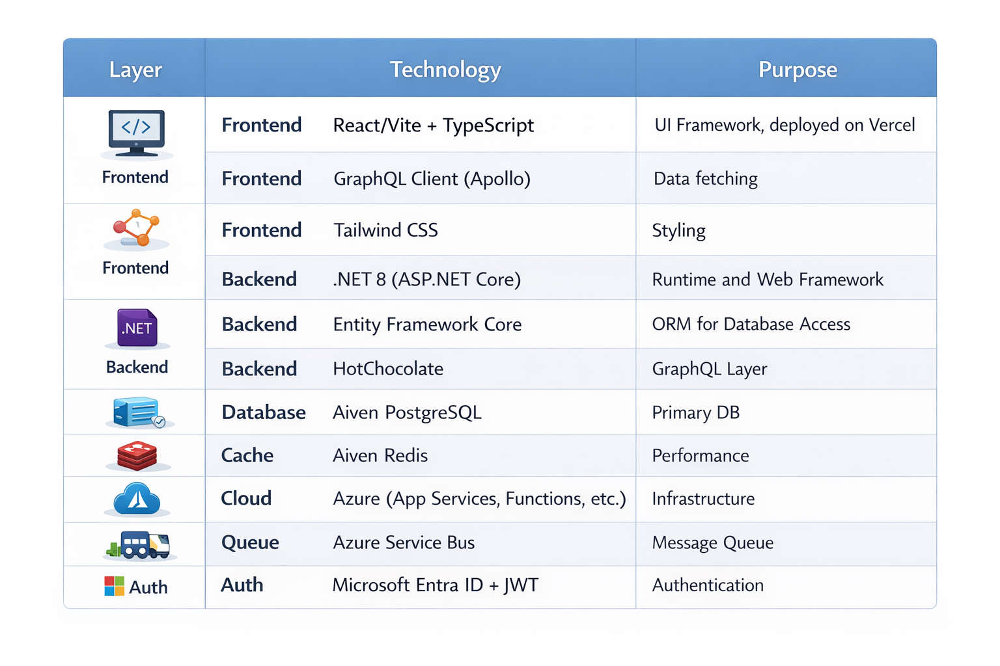 Layer Technology Purpose
</> Frontend React/Vite + TypeScript UI Framework, deployed on Vercel
Frontend
Frontend GraphQL Client (Apollo) Data fetching
Frontend Tailwind CSS Styling
Frontend
Backend .NET 8 (ASP.NET Core) Runtime and Web Framework
.NET
Backend Entity Framework Core ORM for Database Access
Backend
Backend HotChocolate GraphQL Layer
Database Aiven PostgreSQL Primary DB
Cache Aiven Redis Performance
Cloud Azure (App Services, Functions, etc.) Infrastructure
Queue Azure Service Bus Message Queue
Auth Auth Microsoft Entra ID + JWT Authentication